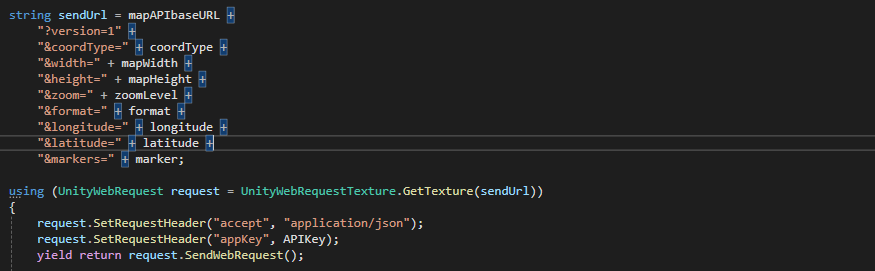 string sendUrl = mapAPIbaseURL +
"?version=1" +
"&coordType=" + coordType +
"&width=" + mapWidth +
"&height=" + mapHeight +
"&zoom=" + zoomLevel +
"&format=" + format +
"&longitude=" + longitude +
"&latitude=" + latitude +
"&markers=" + marker;
using (UnityWebRequest request = UnityWebRequestTexture.GetTexture(sendUrl))
{
request.SetRequestHeader("accept", "application/json");
request.SetRequestHeader("appKey", APIKey);
yield return request.SendWebRequest();